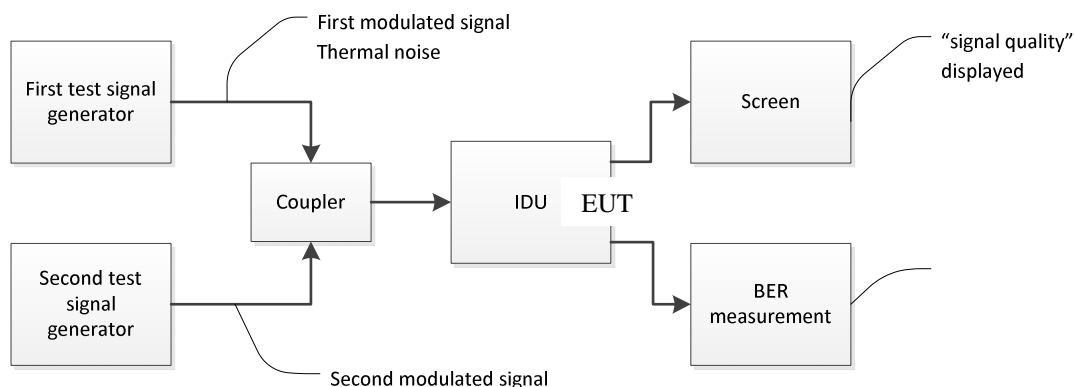 First modulated signal
Thermal noise
First test signal
generator
Screen
“signal quality”
displayed
Coupler
IDU
EUT
Second test
signal
generator
BER
measurement
Second modulated signal